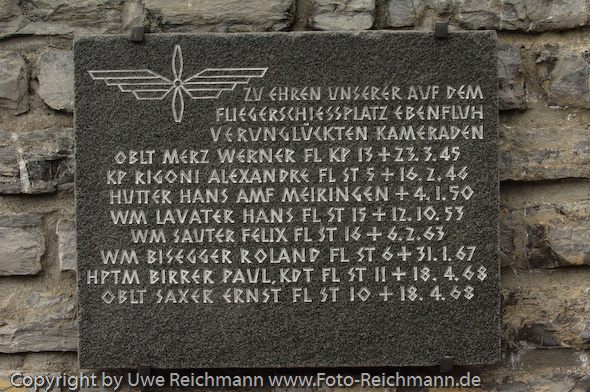 ZU EHREN UNSERER AUF DEM
FLIEGERSCHIESSPLATZ EBENFLUH
VERUNGLÜCKTEN KAMERADEN
OBLT MERZ WERNER FL KP 13 + 23.3.45
KP RIGONI ALEXANDRE FL ST 5 + 16.2.46
HUTTER HANS AMF MEIRINGEN + 4.1.50
WM LAVATER HANS FL ST 15 + 12.10.53
WM SAUTER FELIX FL ST 16 + 6.2.63
WM BISEGGER ROLAND FL ST 6 + 31.1.67
HPTM BIRRER PAUL, KDT FL ST 11 + 18.4.68
OBLT SAXER ERNST FL ST 10 + 18.4.68
Copyright by Uwe Reichmann www.Foto-Reichmann.de